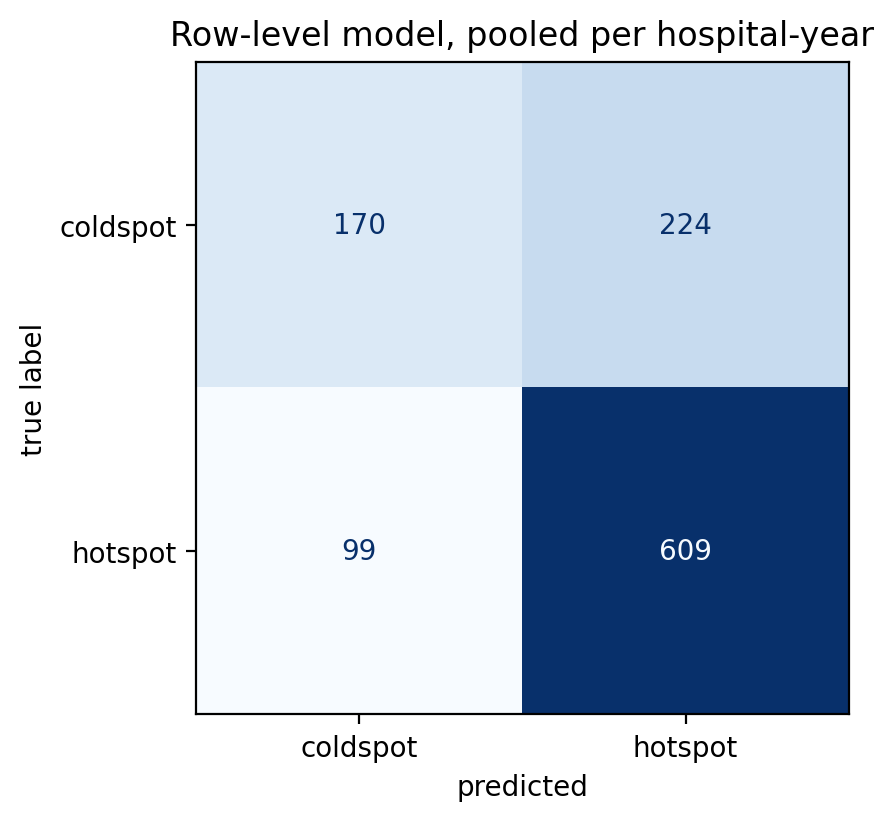 Row-level model, pooled per hospital-year
coldspot
170
224
true label
hotspot
99
609
coldspot
hotspot
predicted